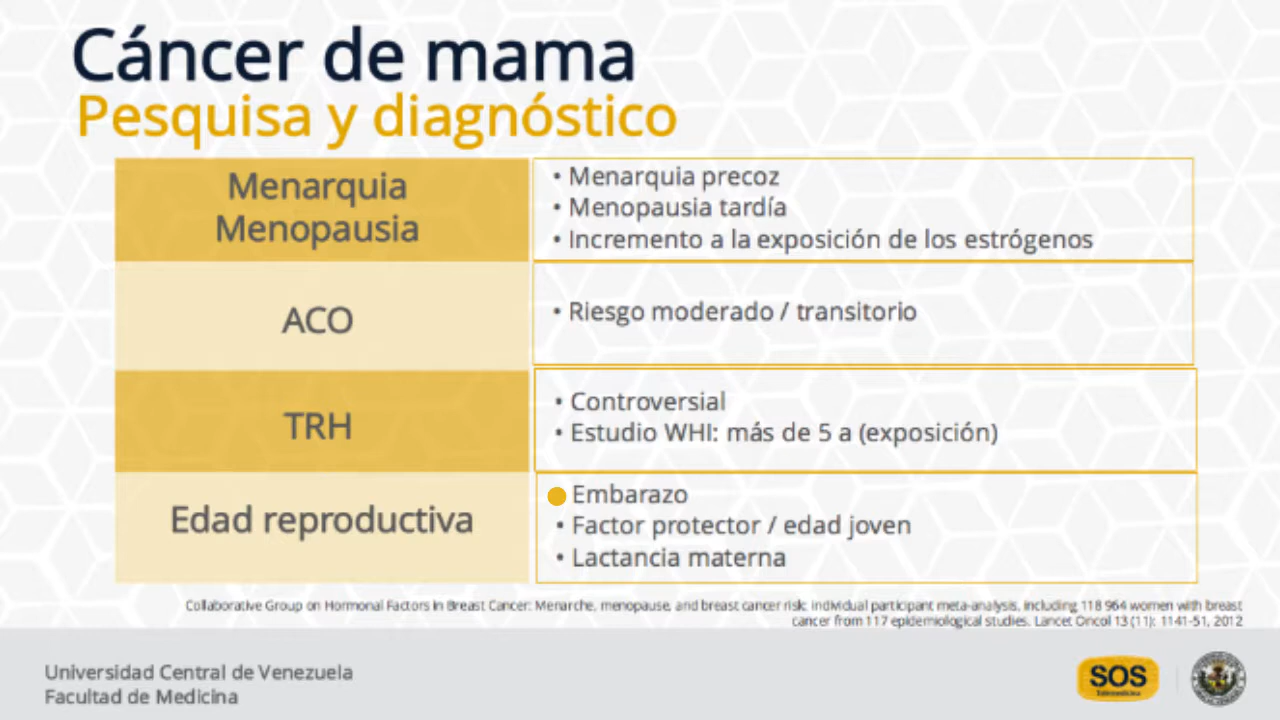 Cáncer de mama
Pesquisa y diagnóstico
Menarquia
Menopausia
• Menarquia precoz
• Menopausia tardía
• Incremento a la exposición de los estrógenos
ACO
• Riesgo moderado / transitorio
TRH
• Controversial
• Estudio WHI: más de 5 a (exposición)
Edad reproductiva
Embarazo
• Factor protector / edad joven
• Lactancia materna
Collaborative Group on Hormonal Factors in Breast Cancer: Menarche, menopause, and breast cancer risk: individual participant meta-analysis, including 118 964 women with breast
cancer from 117 epidemiological studies. Lancet Oncol 13 (11): 1141-51, 2012
Universidad Central de Venezuela
Facultad de Medicina
SOS
Telemedicina